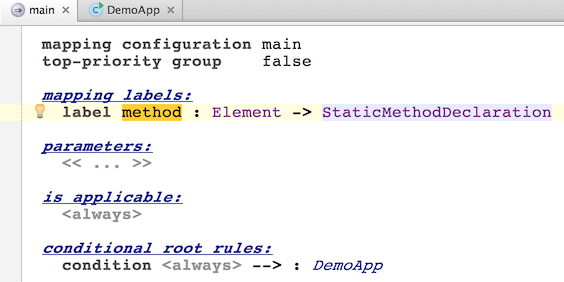 main × DemoApp ×
mapping configuration main
top-priority group false
mapping labels:
label method : Element -> StaticMethodDeclaration
parameters:
<< ... >>
is applicable:
<always>
conditional root rules:
condition <always> --> : DemoApp